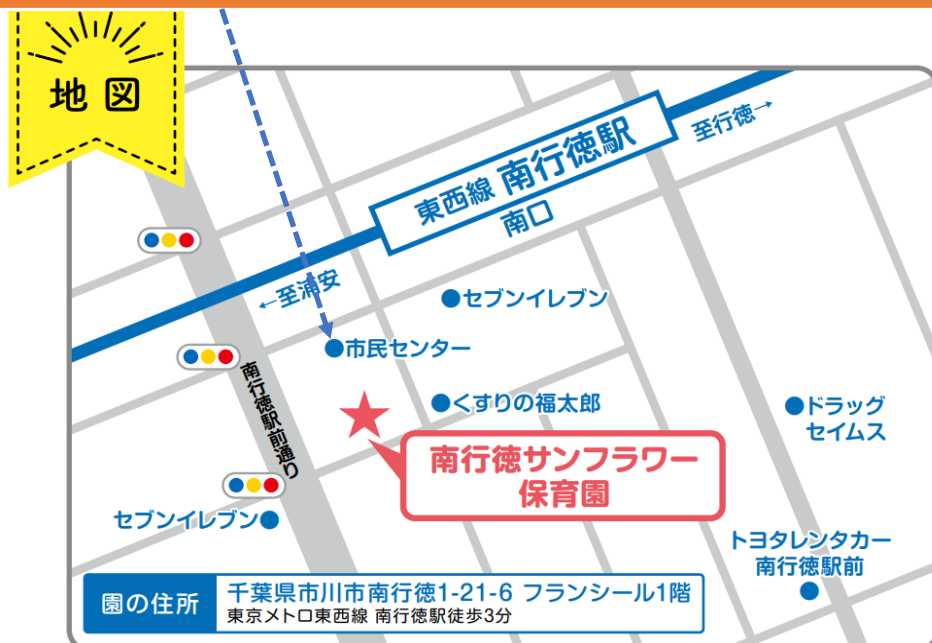 地図
東西線 南行徳駅
南口
至行徳→
←至浦安
セブンイレブン
市民センター
南行徳駅前通り
くすりの福太郎
ドラッグ
セイムス
南行徳サンフラワー
保育園
セブンイレブン
トヨタレンタカー
南行徳駅前
園の住所
千葉県市川市南行徳1-21-6 フランシール1階
東京メトロ東西線 南行徳駅徒歩3分